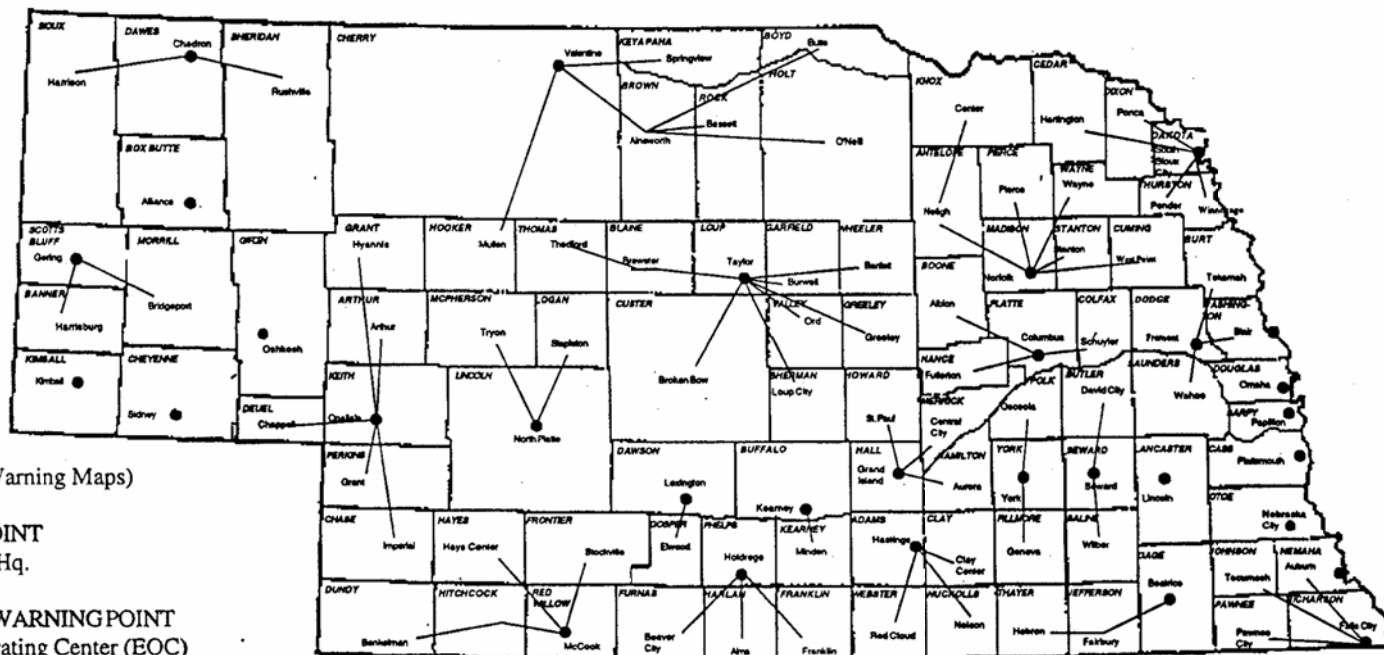 SIOUX
DAWES
SHERIDAN
CHERRY
KEYAPAHA
BOYD
Chadron
Harrison
Rushville
Valentine
Springview
Butte
HOLT
KNOX
CEDAR
DIXON
BROWN
ROCK
Bassett
Ainsworth
O'Neill
Center
Hartington
Ponca
DAKOTA
South
Sioux
City
BOX BUTTE
Alliance
ANTELOPE
PIERCE
WAYNE
Wayne
Pierce
THURSTON
Pender
Winnebago
Neligh
SCOTTS
BLUFF
Gering
MORRILL
GRANT
Hyannis
HOOKER
Mullen
THOMAS
Thedford
BLAINE
Brewster
LOUP
Taylor
GARFIELD
Burwell
WHEELER
Bartlett
MADISON
Norfolk
STANTON
Stanton
CUMING
West Point
BURT
Tekamah
BOONE
Albion
BANNER
Harrisburg
Bridgeport
Oshkosh
ARTHUR
Arthur
MCPHERSON
Tryon
LOGAN
Stapleton
CUSTER
Broken Bow
VALLEY
Ord
GREELEY
Greeley
PLATTE
Columbus
COLFAX
Schuyler
DODGE
Fremont
WASHING-
TON
Blair
KIMBALL
Kimball
CHEYENNE
Sidney
DEUEL
Chappell
KEITH
Ogallala
LINCOLN
North Platte
SHERMAN
Loup City
HOWARD
St. Paul
NANCE
Fullerton
MERRICK
Central
City
POLK
Osceola
BUTLER
David City
SAUNDERS
Wahoo
DOUGLAS
Omaha
SARPY
Papillion
PERKINS
Grant
DAWSON
Lexington
BUFFALO
Kearney
HALL
Grand
Island
HAMILTON
Aurora
YORK
York
SEWARD
Seward
LANCASTER
Lincoln
CASS
Plattsmouth
OTOE
Nebraska
City
Warning Maps)
OINT
Hq.
WARNING POINT
rating Center (EOC)
CHASE
Imperial
HAYES
Hays Center
FRONTIER
Stockville
GOSPER
Elwood
PHELPS
Holdrege
KEARNEY
Minden
ADAMS
Hastings
CLAY
Clay
Center
FILLMORE
Geneva
SALINE
Wilber
GAGE
Beatrice
JOHNSON
Tecumseh
NEMAHA
Auburn
DUNDY
Benkelman
HITCHCOCK
RED
WILLOW
McCook
FURNAS
Beaver
City
HARLAN
Alma
FRANKLIN
Franklin
WEBSTER
Red Cloud
NUCKOLLS
Nelson
THAYER
Hebron
JEFFERSON
Fairbury
PAWNEE
Pawnee
City
RICHARSON
Falls City